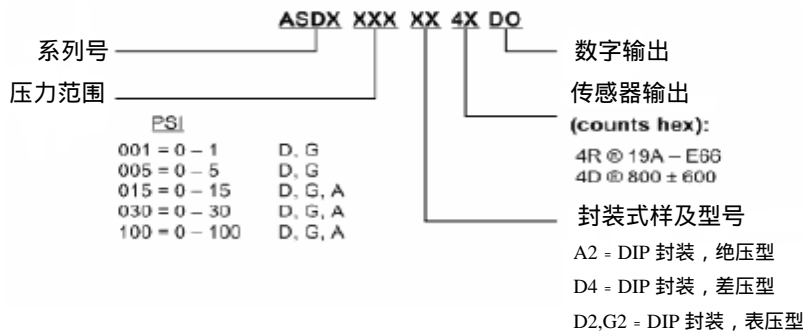 ASDX XXX XX 4X DO
系列号
压力范围
PSI
001 = 0 – 1 D, G
005 = 0 – 5 D, G
015 = 0 – 15 D, G, A
030 = 0 – 30 D, G, A
100 = 0 – 100 D, G, A
数字输出
传感器输出
(counts hex):
4R ® 19A – E66
4D ® 800 ± 600
封装式样及型号
A2 = DIP 封装，绝压型
D4 = DIP 封装，差压型
D2,G2 = DIP 封装，表压型